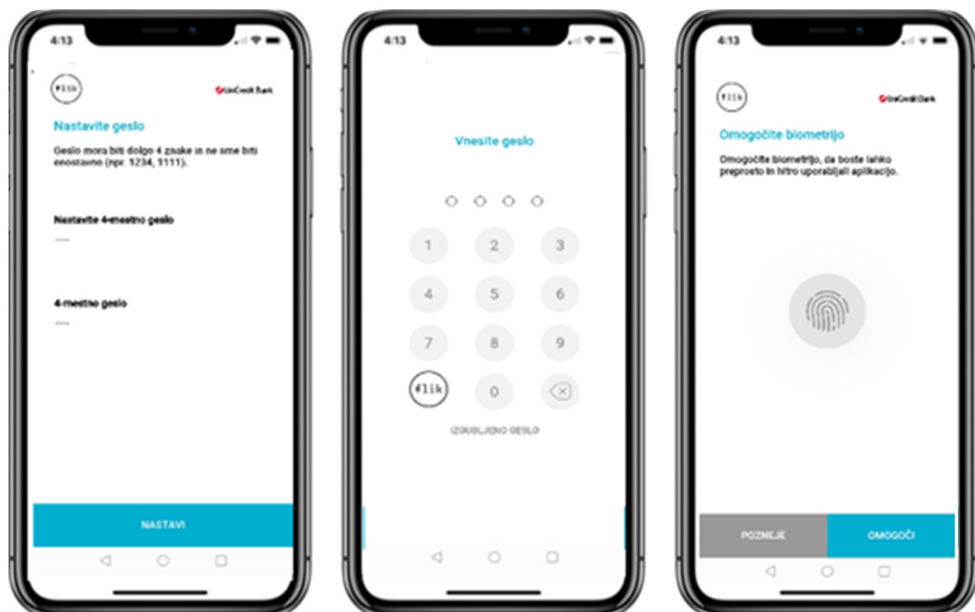 4:13
flik
UniCredit Bank
Nastavite geslo
Geslo mora biti dolgo 4 znake in ne sme biti
enostavno (npr. 1234, 1111).
Nastavite 4-mestno geslo
4-mestno geslo
NASTAVI
4:13
Vnesite geslo
1 2 3
4 5 6
7 8 9
flik 0
IZGUBLJENO GESLO
4:13
flik
UniCredit Bank
Omogočite biometrijo
Omogočite biometrijo, da boste lahko
preprosto in hitro uporabljali aplikacijo.
POZNEJE OMOGOČI